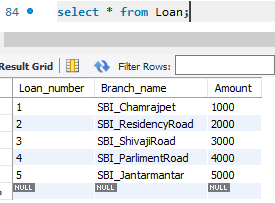 84 select * from Loan;
Result Grid Filter Rows:
Loan_number Branch_name Amount
1 SBI_Chamrajpet 1000
2 SBI_ResidencyRoad 2000
3 SBI_ShivajiRoad 3000
4 SBI_ParlimentRoad 4000
5 SBI_Jantarmantar 5000
NULL NULL NULL